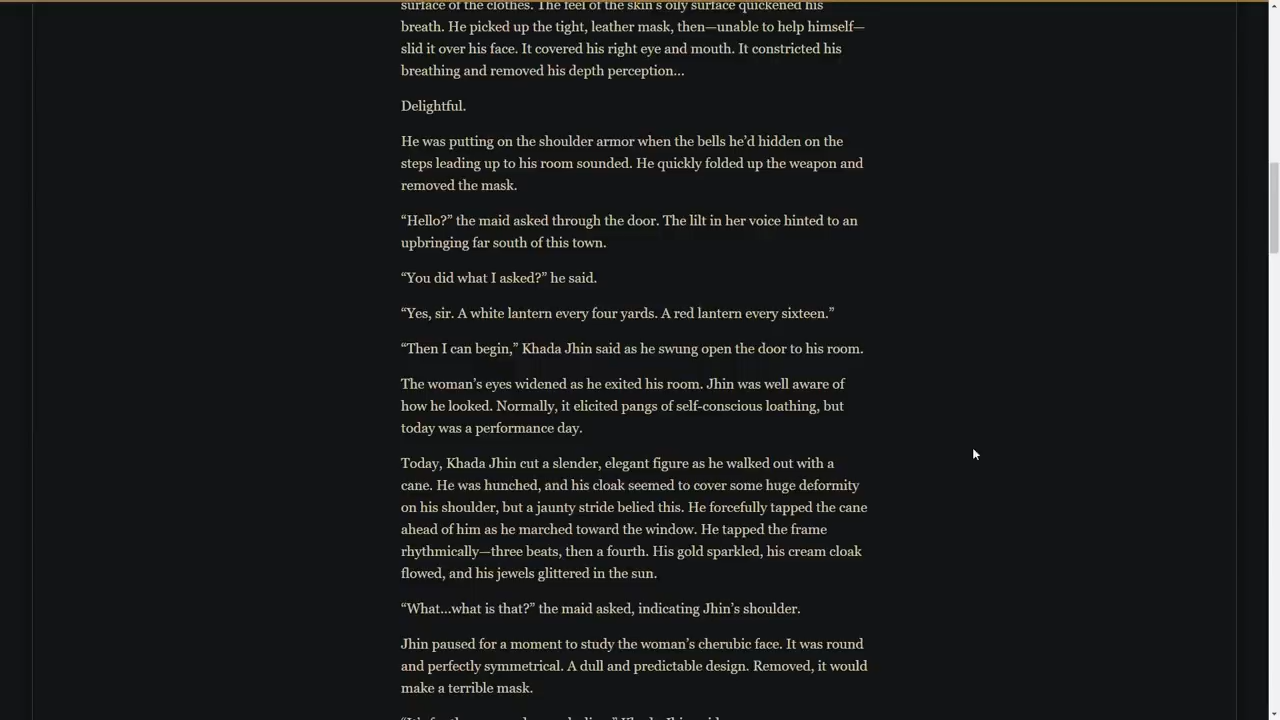 surface of the clothes. The feel of the skin’s oily surface quickened his
breath. He picked up the tight, leather mask, then—unable to help himself—
slid it over his face. It covered his right eye and mouth. It constricted his
breathing and removed his depth perception…
Delightful.
He was putting on the shoulder armor when the bells he’d hidden on the
steps leading up to his room sounded. He quickly folded up the weapon and
removed the mask.
“Hello?” the maid asked through the door. The lilt in her voice hinted to an
upbringing far south of this town.
“You did what I asked?” he said.
“Yes, sir. A white lantern every four yards. A red lantern every sixteen.”
“Then I can begin,” Khada Jhin said as he swung open the door to his room.
The woman’s eyes widened as he exited his room. Jhin was well aware of
how he looked. Normally, it elicited pangs of self-conscious loathing, but
today was a performance day.
Today, Khada Jhin cut a slender, elegant figure as he walked out with a
cane. He was hunched, and his cloak seemed to cover some huge deformity
on his shoulder, but a jaunty stride belied this. He forcefully tapped the cane
ahead of him as he marched toward the window. He tapped the frame
rhythmically—three beats, then a fourth. His gold sparkled, his cream cloak
flowed, and his jewels glittered in the sun.
“What…what is that?” the maid asked, indicating Jhin’s shoulder.
Jhin paused for a moment to study the woman’s cherubic face. It was round
and perfectly symmetrical. A dull and predictable design. Removed, it would
make a terrible mask.